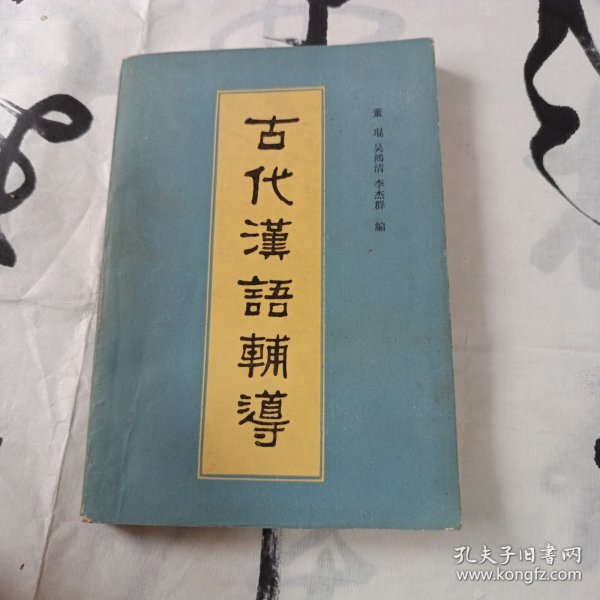 古代漢語輔導
董琨 吴鸿清 李杰群 編
孔夫子旧书网
www.kongfz.com